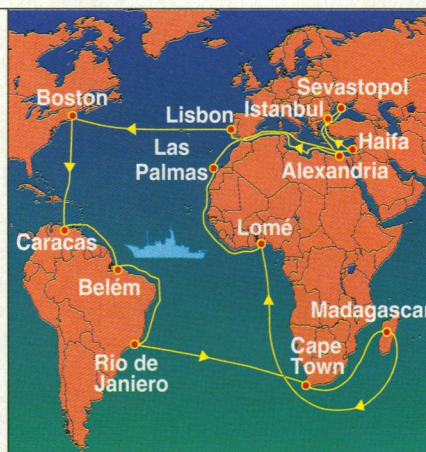 Sevastopol
Boston
Lisbon
Istanbul
Las
Palmas
Haifa
Alexandria
Lomé
Caracas
Belém
Madagascar
Cape
Town
Rio de
Janiero